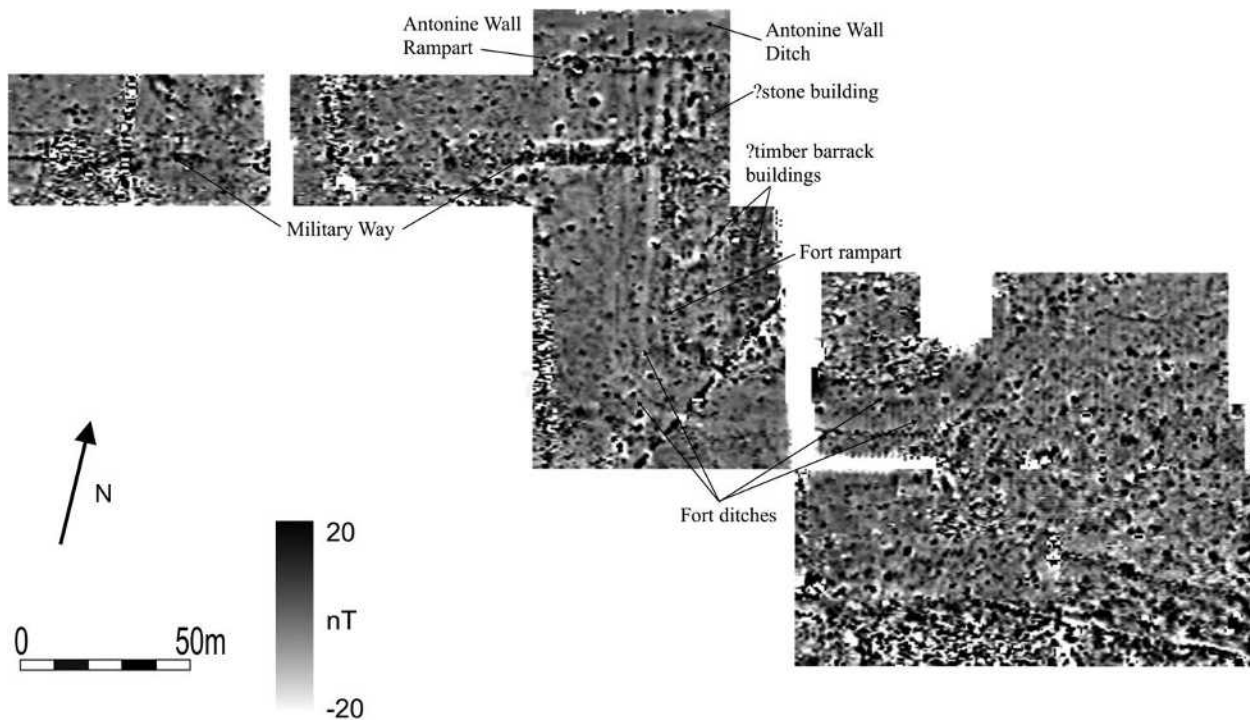 Antonine Wall
Rampart
Antonine Wall
Ditch
?stone building
?timber barrack
buildings
Military Way
Fort rampart
Fort ditches
N
0
50m
20
nT
-20